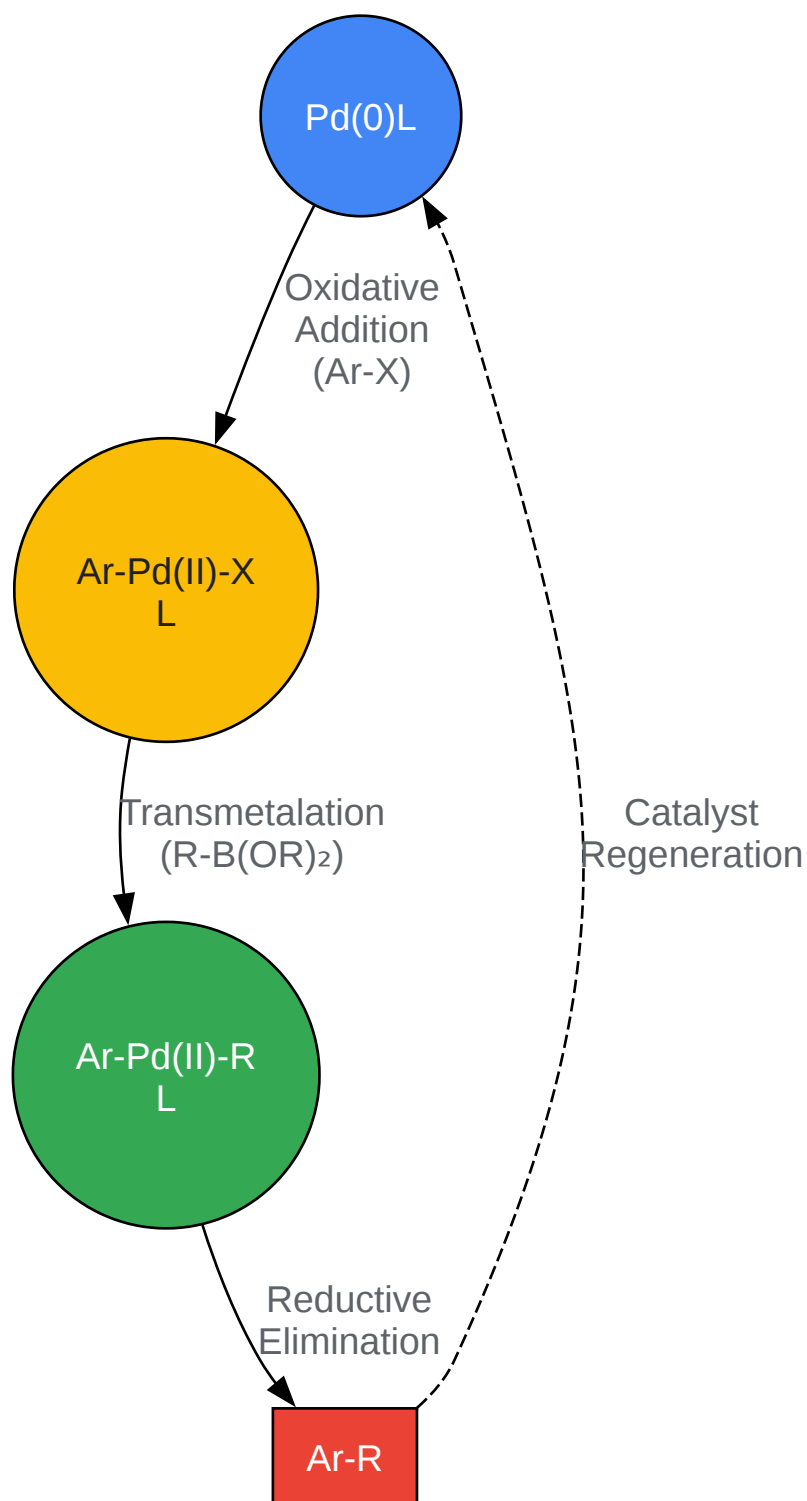 Pd(0)L
Oxidative
Addition
(Ar-X)
Ar-Pd(II)-X
L
Transmetalation
(R-B(OR)₂)
Catalyst
Regeneration
Ar-Pd(II)-R
L
Reductive
Elimination
Ar-R